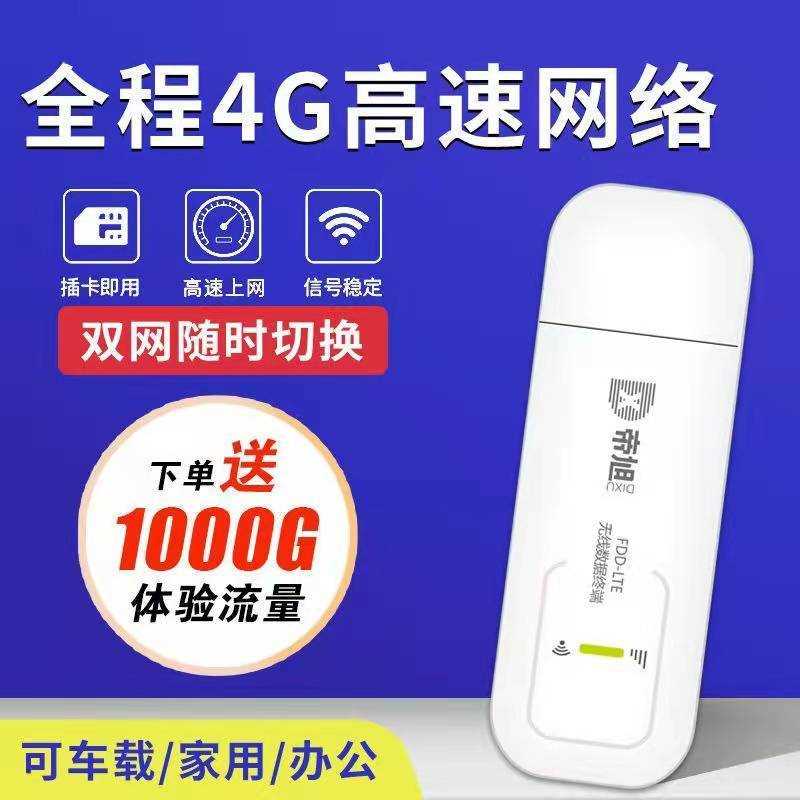 全程4G高速网络
插卡即用 高速上网 信号稳定
双网随时切换
下单送
1000G
体验流量
帝旭
DIXC
FDD-LTE
无线数据终端
可车载/家用/办公